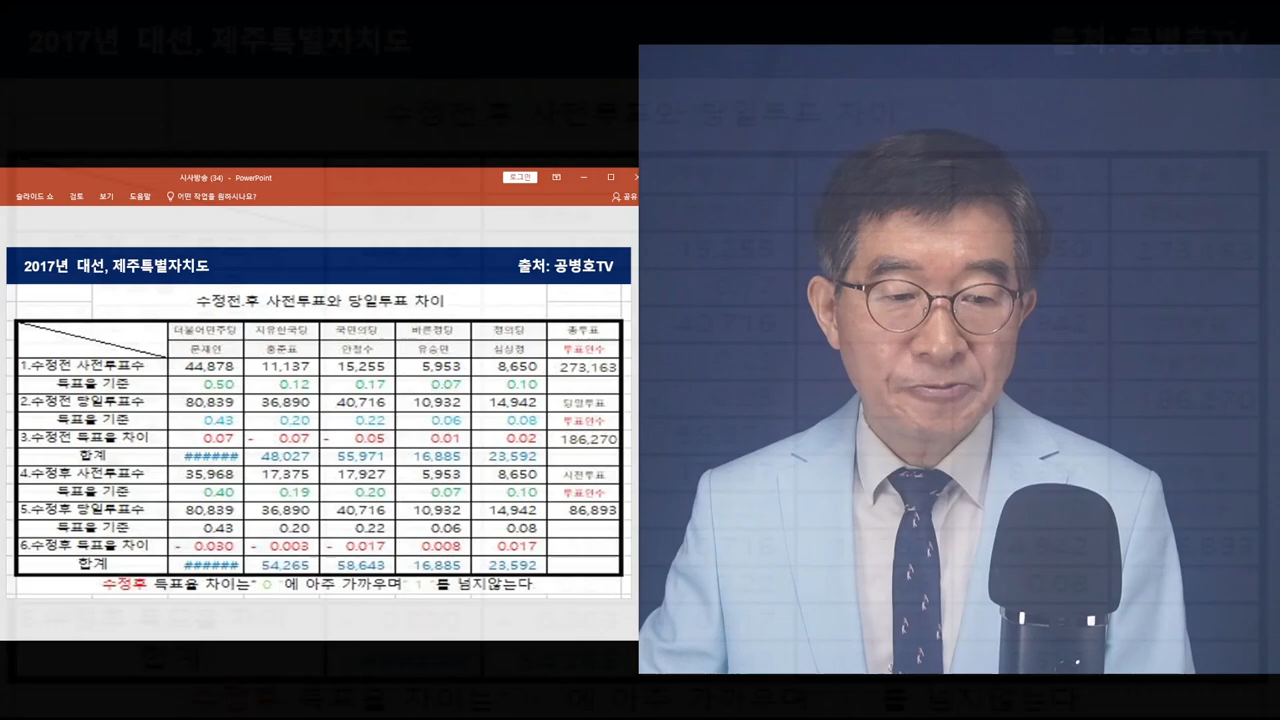 2017년 대선, 제주특별자치도 출처: 공병호TV
수정전.후 사전투표와 당일투표 차이
시사방송 (34) - PowerPoint 로그인
슬라이드 쇼 검토 보기 도움말 어떤 작업을 원하시나요? 공유
2017년 대선, 제주특별자치도 출처: 공병호TV
수정전.후 사전투표와 당일투표 차이
더불어민주당 자유한국당 국민의당 바른정당 정의당 총투표
문재인 홍준표 안철수 유승민 심상정 투표인수
1.수정전 사전투표수 44,878 11,137 15,255 5,953 8,650 273,163
득표율 기준 0.50 0.12 0.17 0.07 0.10
2.수정전 당일투표수 80,839 36,890 40,716 10,932 14,942 당일투표
득표율 기준 0.43 0.20 0.22 0.06 0.08 투표인수
3.수정전 득표율 차이 0.07 - 0.07 - 0.05 0.01 0.02 186,270
합계 ###### 48,027 55,971 16,885 23,592
4.수정후 사전투표수 35,968 17,375 17,927 5,953 8,650 사전투표
득표율 기준 0.40 0.19 0.20 0.07 0.10 투표인수
5.수정후 당일투표수 80,839 36,890 40,716 10,932 14,942 86,893
득표율 기준 0.43 0.20 0.22 0.06 0.08
6.수정후 득표율 차이 - 0.030 - 0.003 - 0.017 0.008 0.017
합계 ###### 54,265 58,643 16,885 23,592
수정후 득표율 차이는" 0 "에 아주 가까우며" 1 "를 넘지않는다.